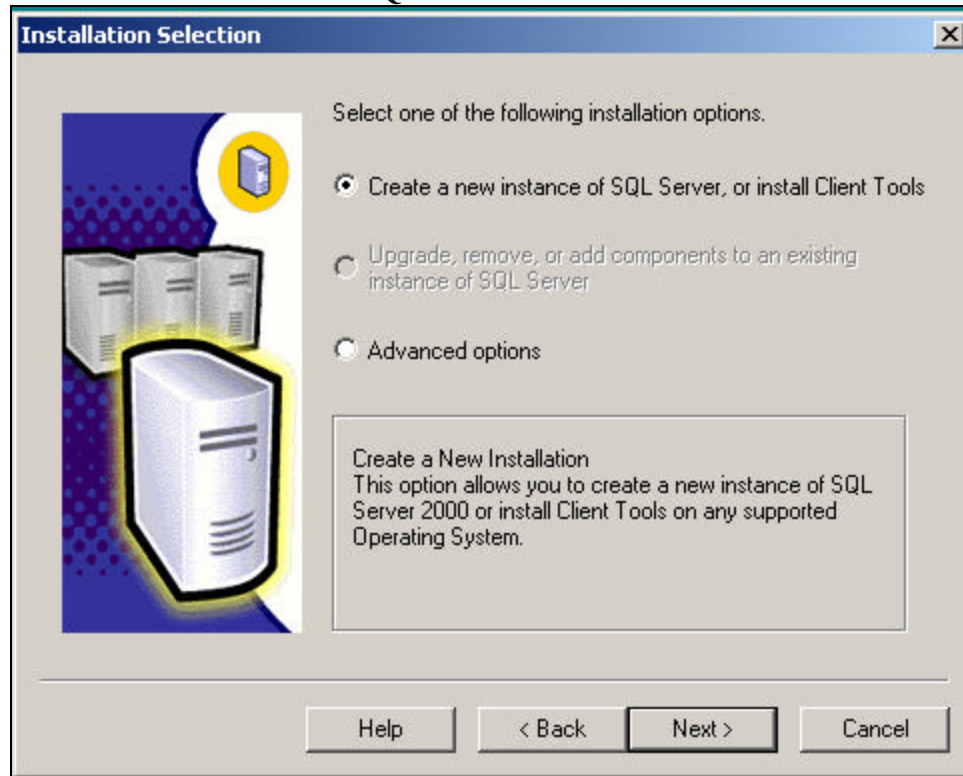 Installation Selection
Select one of the following installation options.
Create a new instance of SQL Server, or install Client Tools
Upgrade, remove, or add components to an existing
instance of SQL Server
Advanced options
Create a New Installation
This option allows you to create a new instance of SQL
Server 2000 or install Client Tools on any supported
Operating System.
Help
< Back
Next >
Cancel